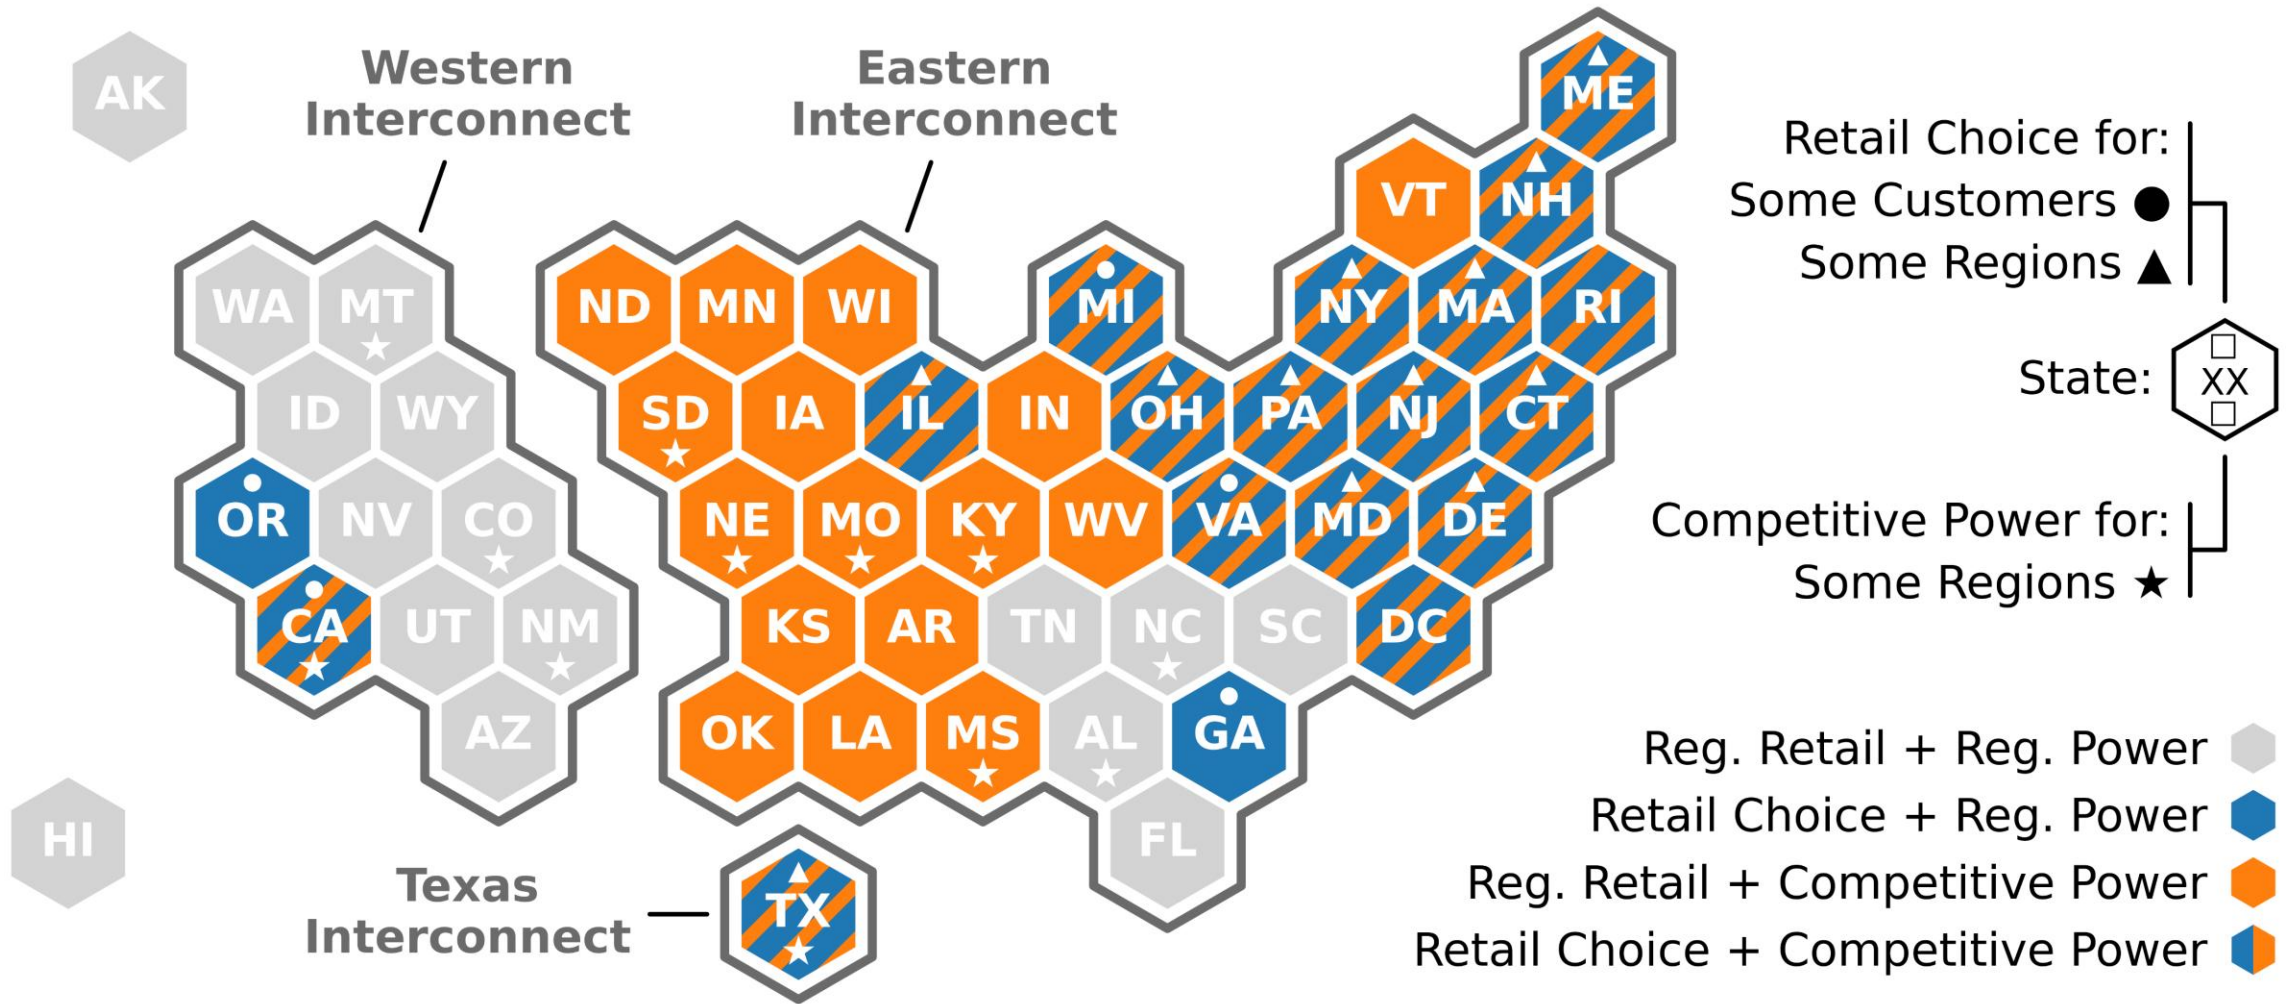 AK
Western
Interconnect
Eastern
Interconnect
ME
VT NH
WA MT
ND MN WI MI NY MA RI
ID WY
SD IA IL IN OH PA NJ CT
OR NV CO
NE MO KY WV VA MD DE
CA UT NM
KS AR TN NC SC DC
AZ
OK LA MS AL GA
HI
FL
Texas
Interconnect
TX
Retail Choice for:
Some Customers ●
Some Regions ▲
State:
XX
Competitive Power for:
Some Regions ★
Reg. Retail + Reg. Power
Retail Choice + Reg. Power
Reg. Retail + Competitive Power
Retail Choice + Competitive Power